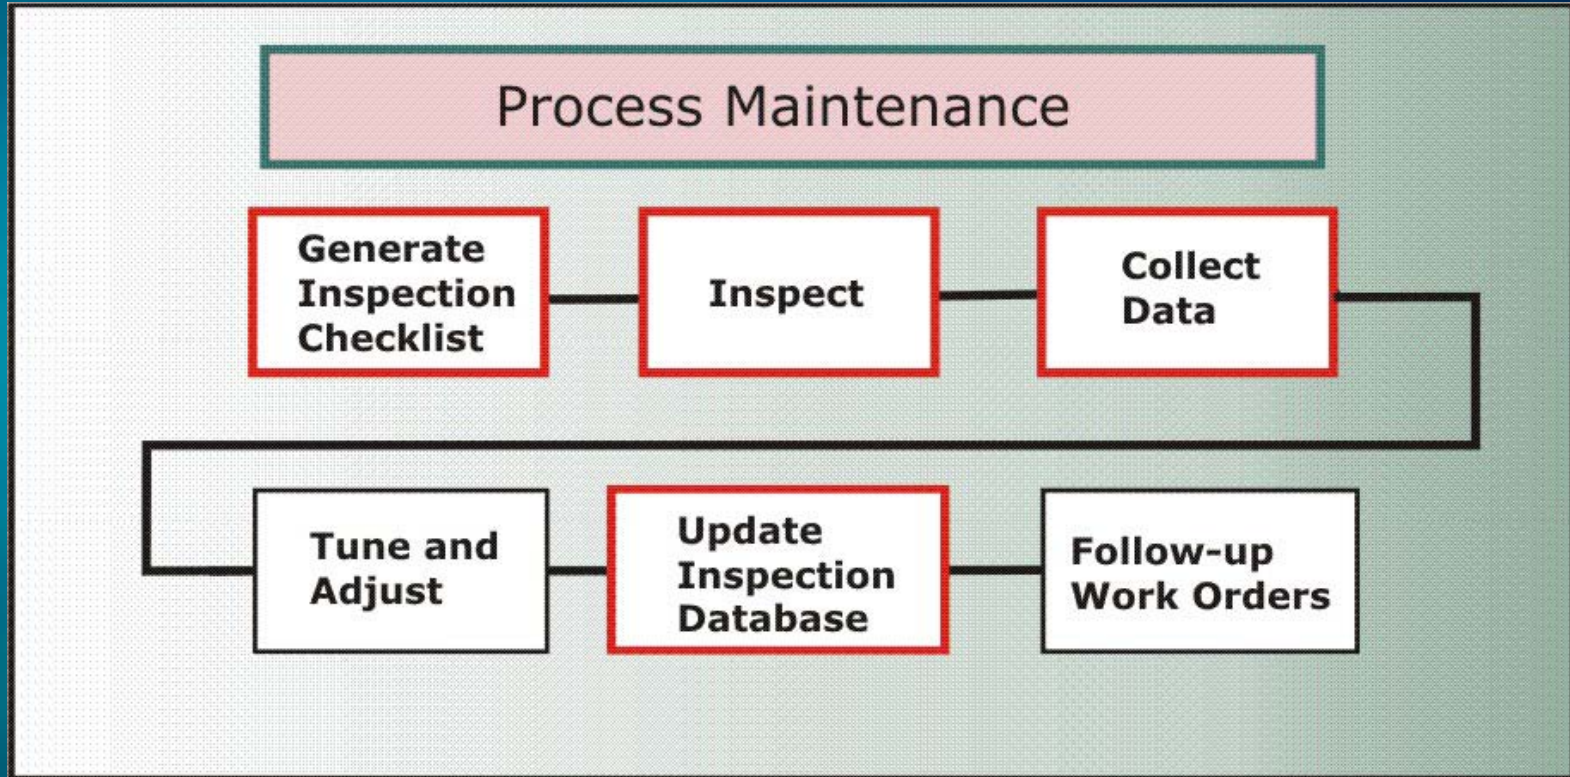 Process Maintenance
Generate
Inspection
Checklist
Inspect
Collect
Data
Tune and
Adjust
Update
Inspection
Database
Follow-up
Work Orders